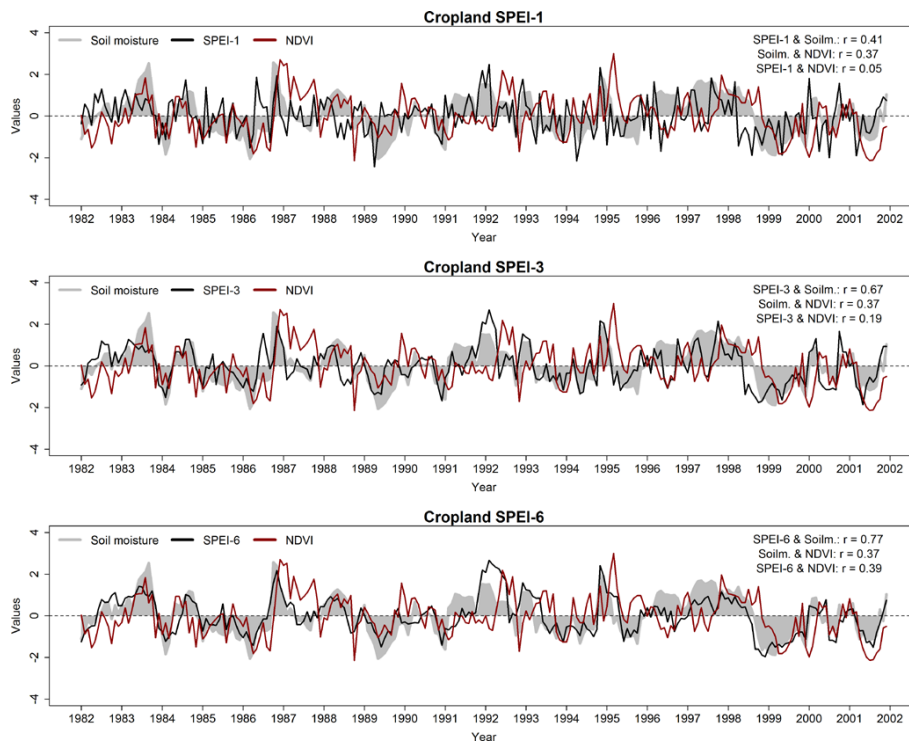 Cropland SPEI-1
Soil moisture SPEI-1 NDVI
SPEI-1 & Soilm.: r = 0.41
Soilm. & NDVI: r = 0.37
SPEI-1 & NDVI: r = 0.05
Values
4
2
0
-2
-4
1982 1983 1984 1985 1986 1987 1988 1989 1990 1991 1992 1993 1994 1995 1996 1997 1998 1999 2000 2001 2002
Year
Cropland SPEI-3
Soil moisture SPEI-3 NDVI
SPEI-3 & Soilm.: r = 0.67
Soilm. & NDVI: r = 0.37
SPEI-3 & NDVI: r = 0.19
Values
4
2
0
-2
-4
1982 1983 1984 1985 1986 1987 1988 1989 1990 1991 1992 1993 1994 1995 1996 1997 1998 1999 2000 2001 2002
Year
Cropland SPEI-6
Soil moisture SPEI-6 NDVI
SPEI-6 & Soilm.: r = 0.77
Soilm. & NDVI: r = 0.37
SPEI-6 & NDVI: r = 0.39
Values
4
2
0
-2
-4
1982 1983 1984 1985 1986 1987 1988 1989 1990 1991 1992 1993 1994 1995 1996 1997 1998 1999 2000 2001 2002
Year